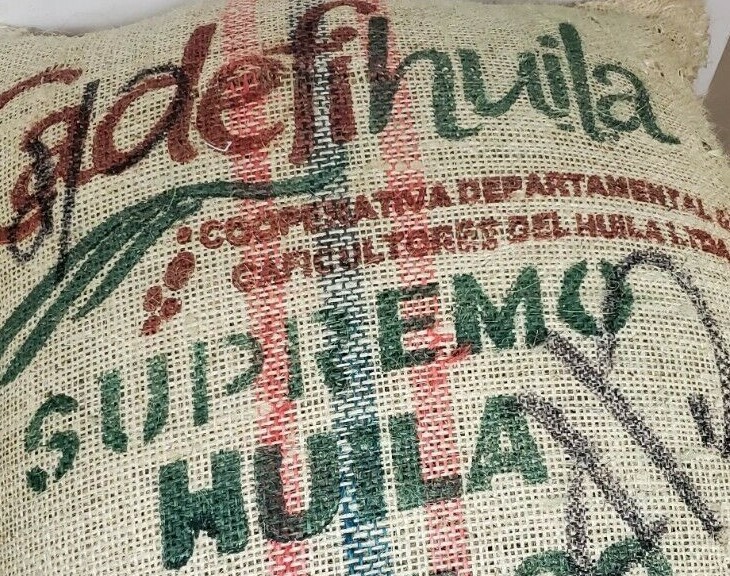 Cadefihuila
COOPERATIVA DEPARTAMENTAL
CAFICULTORES DEL HUILA LTDA
SUPREMO
HUILA